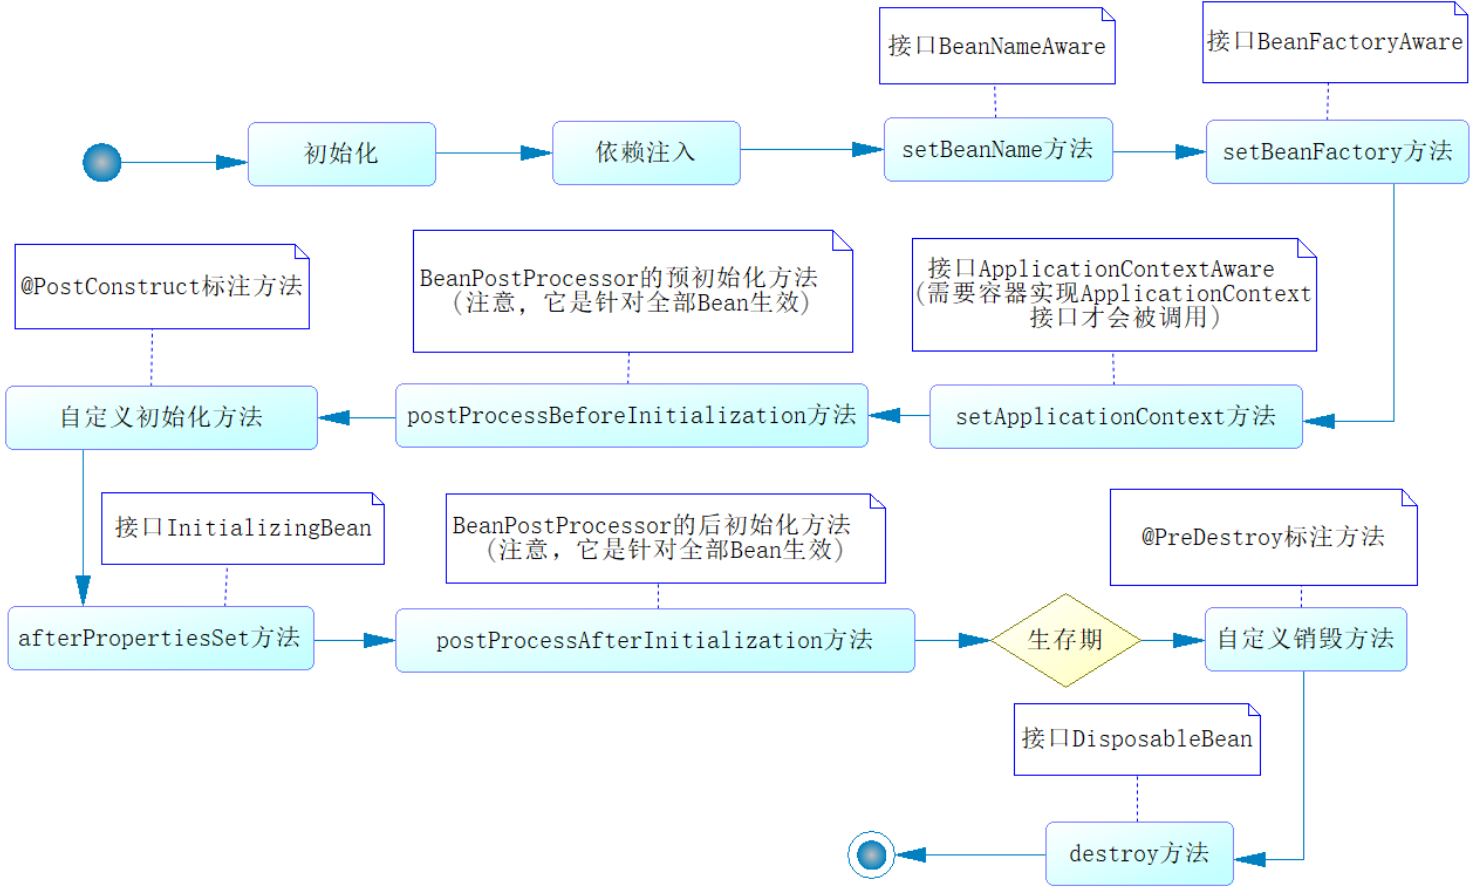 接口BeanNameAware
接口BeanFactoryAware
初始化
依赖注入
setBeanName方法
setBeanFactory方法
@PostConstruct标注方法
BeanPostProcessor的预初始化方法
(注意，它是针对全部Bean生效)
接口ApplicationContextAware
(需要容器实现ApplicationContext
接口才会被调用)
自定义初始化方法
postProcessBeforeInitialization方法
setApplicationContext方法
接口InitializingBean
BeanPostProcessor的后初始化方法
(注意，它是针对全部Bean生效)
@PreDestroy标注方法
afterPropertiesSet方法
postProcessAfterInitialization方法
生存期
自定义销毁方法
接口DisposableBean
destroy方法